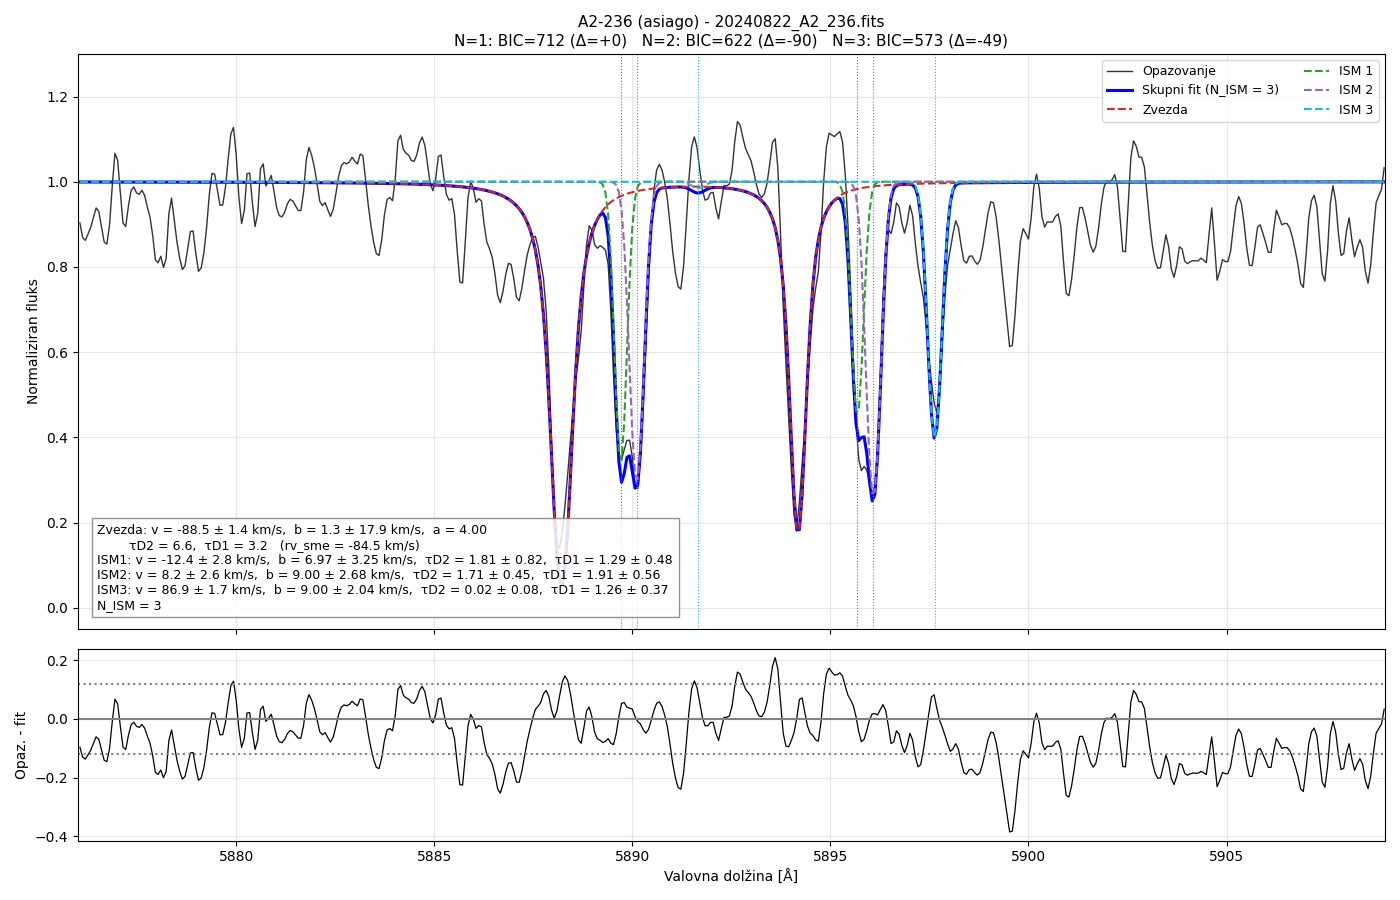 A2-236 (asiago) - 20240822_A2_236.fits
N=1: BIC=712 (Δ=+0)   N=2: BIC=622 (Δ=-90)   N=3: BIC=573 (Δ=-49)
Opazovanje
Skupni fit (N_ISM = 3)
Zvezda
ISM 1
ISM 2
ISM 3
Normaliziran fluks
1.2
1.0
0.8
0.6
0.4
0.2
0.0
Zvezda: v = -88.5 ± 1.4 km/s,  b = 1.3 ± 17.9 km/s,  a = 4.00
τD2 = 6.6,  τD1 = 3.2   (rv_sme = -84.5 km/s)
ISM1: v = -12.4 ± 2.8 km/s,  b = 6.97 ± 3.25 km/s,  τD2 = 1.81 ± 0.82,  τD1 = 1.29 ± 0.48
ISM2: v = 8.2 ± 2.6 km/s,  b = 9.00 ± 2.68 km/s,  τD2 = 1.71 ± 0.45,  τD1 = 1.91 ± 0.56
ISM3: v = 86.9 ± 1.7 km/s,  b = 9.00 ± 2.04 km/s,  τD2 = 0.02 ± 0.08,  τD1 = 1.26 ± 0.37
N_ISM = 3
Opaz. - fit
0.2
0.0
−0.2
−0.4
5880
5885
5890
5895
5900
5905
Valovna dolžina [Å]